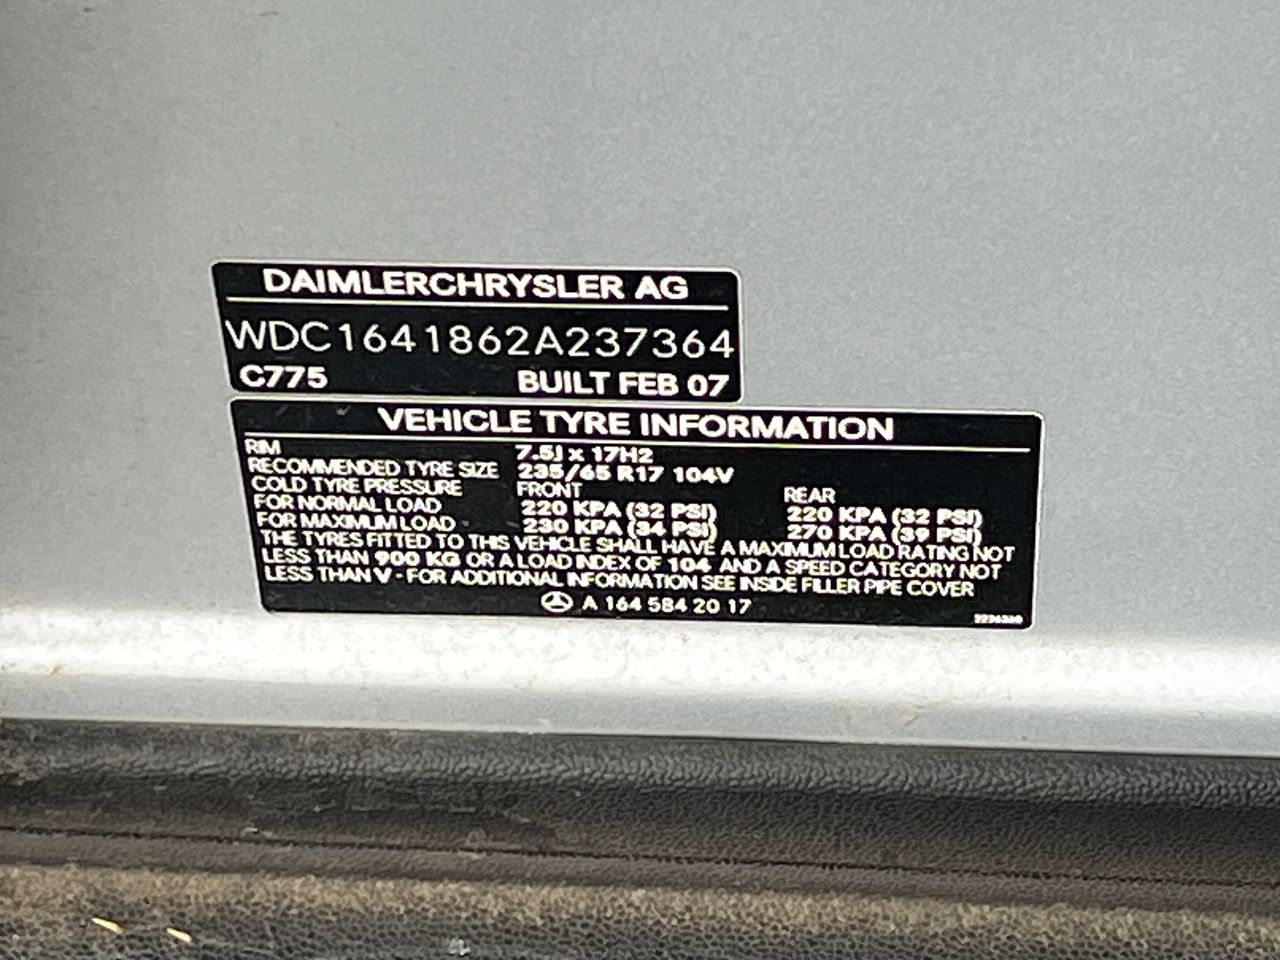 DAIMLERCHRYSLER AG
WDC1641862A237364
C775 BUILT FEB 07
VEHICLE TYRE INFORMATION
RIM 7.5J x 17H2
RECOMMENDED TYRE SIZE 235/65 R17 104V
COLD TYRE PRESSURE FRONT REAR
FOR NORMAL LOAD 220 KPA (32 PSI) 220 KPA (32 PSI)
FOR MAXIMUM LOAD 230 KPA (34 PSI) 270 KPA (39 PSI)
THE TYRES FITTED TO THIS VEHICLE SHALL HAVE A MAXIMUM LOAD RATING NOT
LESS THAN 900 KG OR A LOAD INDEX OF 104 AND A SPEED CATEGORY NOT
LESS THAN V - FOR ADDITIONAL INFORMATION SEE INSIDE FILLER PIPE COVER
A 164 584 20 17